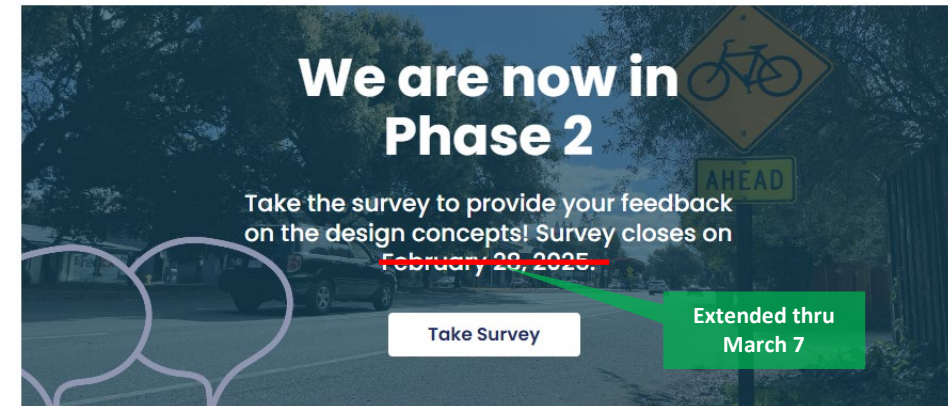 We are now in
Phase 2
AHEAD
Take the survey to provide your feedback
on the design concepts! Survey closes on
February 28, 2025.
Take Survey
Extended thru
March 7